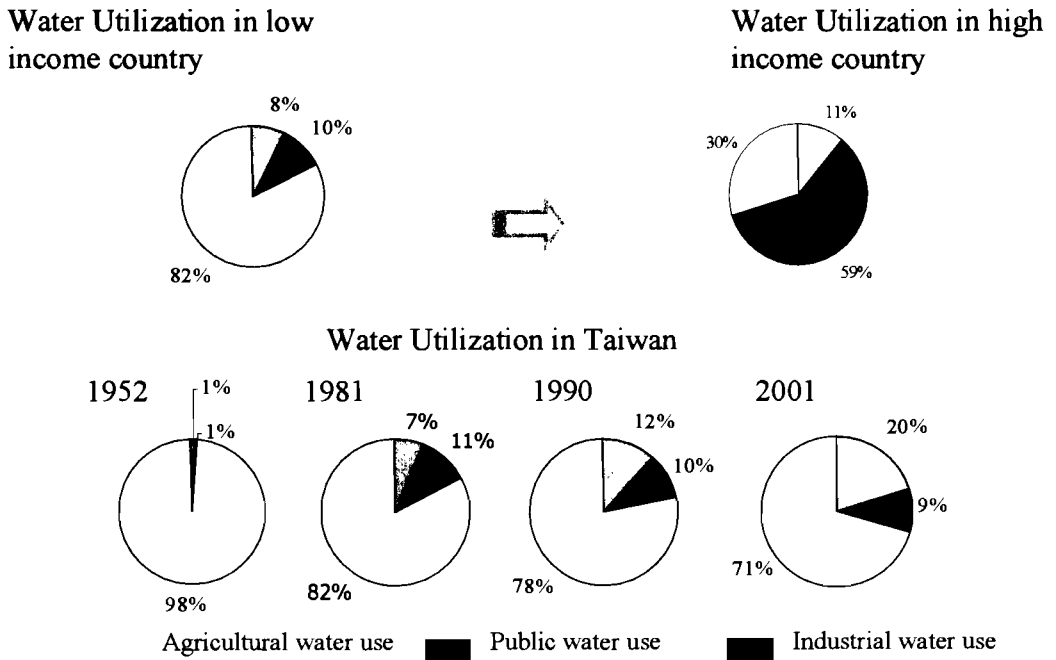 Water Utilization in low
income country
Water Utilization in high
income country
8%
10%
82%
11%
30%
59%
Water Utilization in Taiwan
1952
1%
1%
98%
1981
7%
11%
82%
1990
12%
10%
78%
2001
20%
9%
71%
Agricultural water use
Public water use
Industrial water use